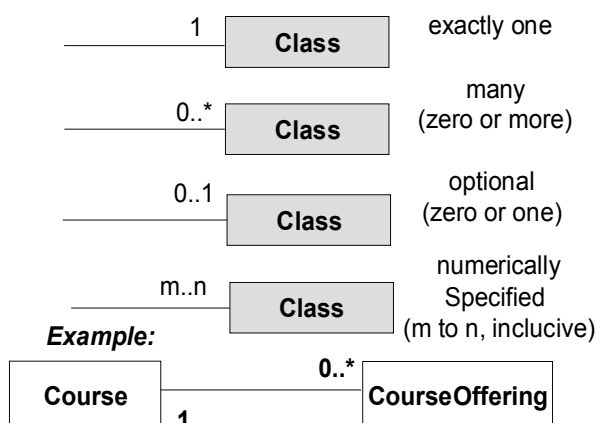 1
Class
exactly one
0..*
Class
many
(zero or more)
0..1
Class
optional
(zero or one)
m..n
Class
numerically
Specified
(m to n, inclucive)
Example:
Course
0..*
CourseOffering
1